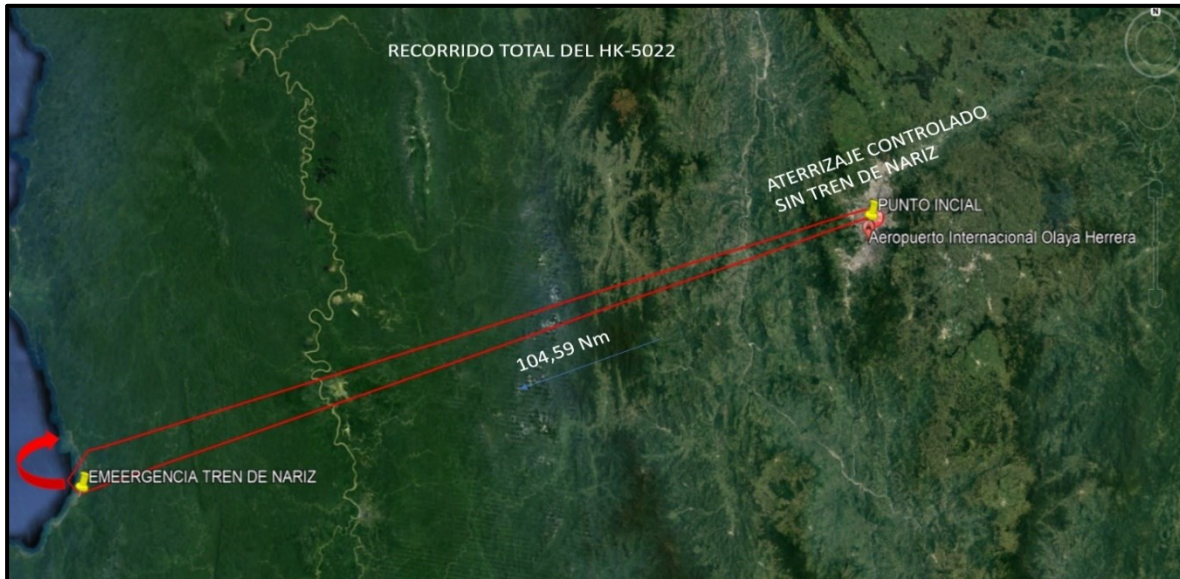 N
RECORRIDO TOTAL DEL HK-5022
ATERRIZAJE CONTROLADO
SIN TREN DE NARIZ
PUNTO INCIAL
Aeropuerto Internacional Olaya Herrera
104,59 Nm
EMEERGENCIA TREN DE NARIZ